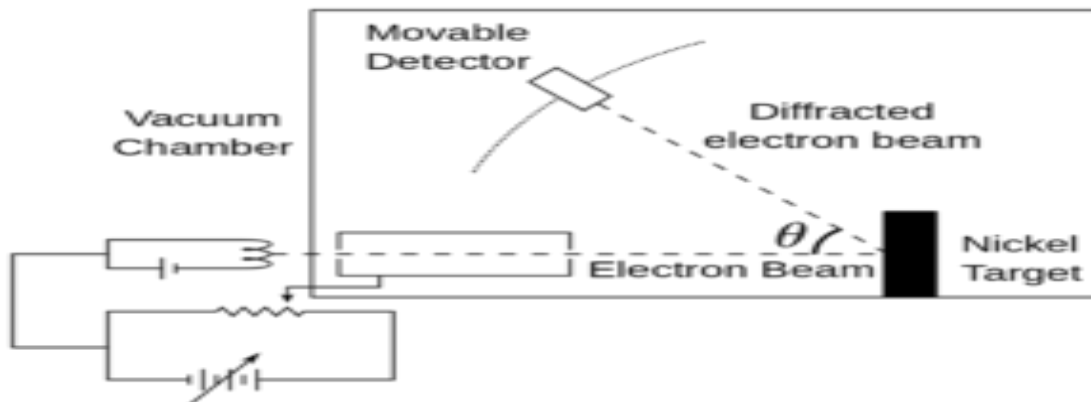 Movable
Detector
Vacuum
Chamber
Diffracted
electron beam
θ
Electron Beam
Nickel
Target